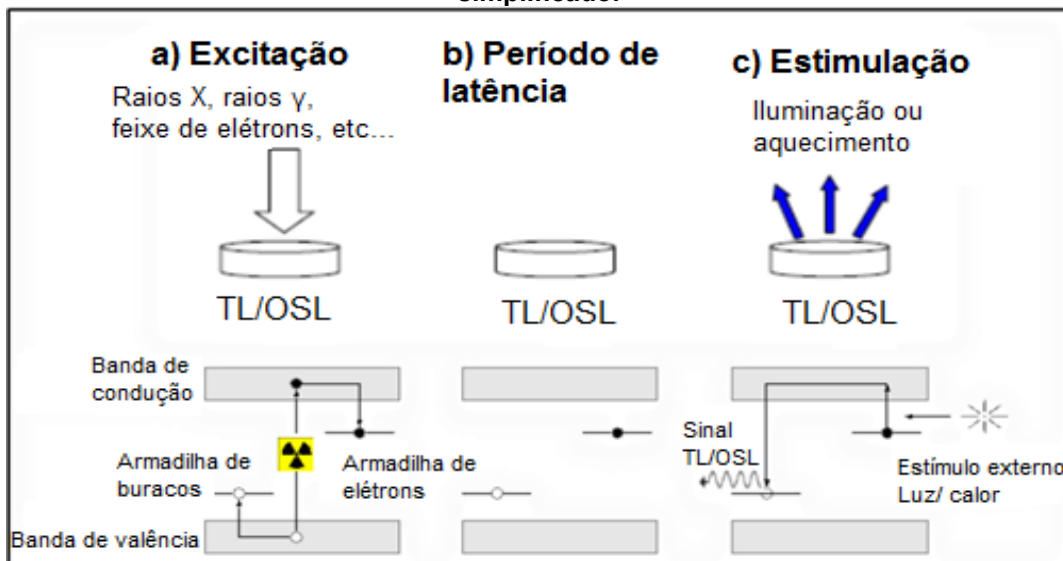 simplificado.
a) Excitação
Raios X, raios γ,
feixe de elétrons, etc...
TL/OSL
b) Período de
latência
TL/OSL
c) Estimulação
Iluminação ou
aquecimento
TL/OSL
Banda de
condução
Armadilha de
buracos
Armadilha de
elétrons
Banda de valência
Sinal
TL/OSL
Estímulo externo
Luz/ calor